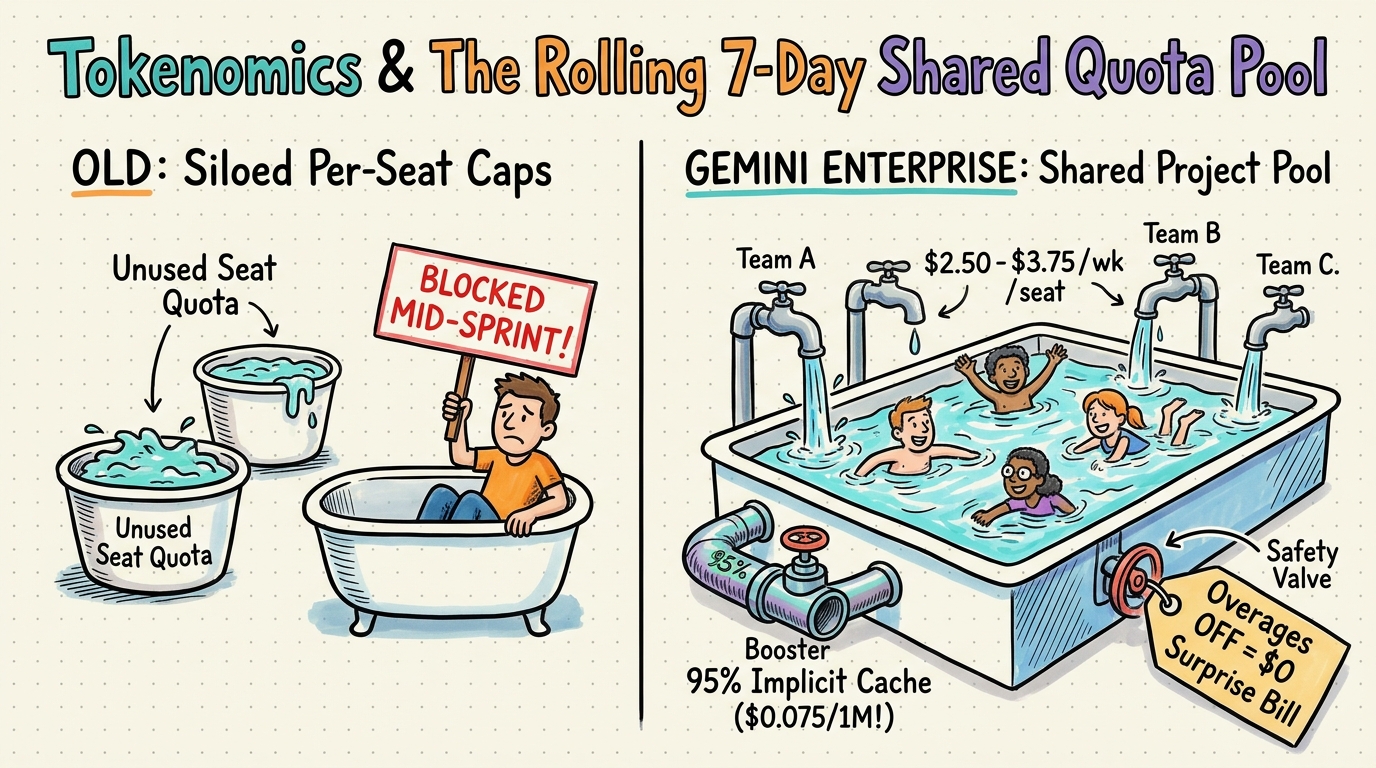 Tokenomics & The Rolling 7-Day Shared Quota Pool
OLD: Siloed Per-Seat Caps
Unused Seat
Quota
BLOCKED
MID-SPRINT!
Unused
Seat Quota
GEMINI ENTERPRISE: Shared Project Pool
Team A
$2.50 - $3.75/wk
/seat
Team B
Team C.
95%
Booster
95% Implicit Cache
($0.075/1M!)
Safety
Valve
Overages
OFF = $0
Surprise Bill